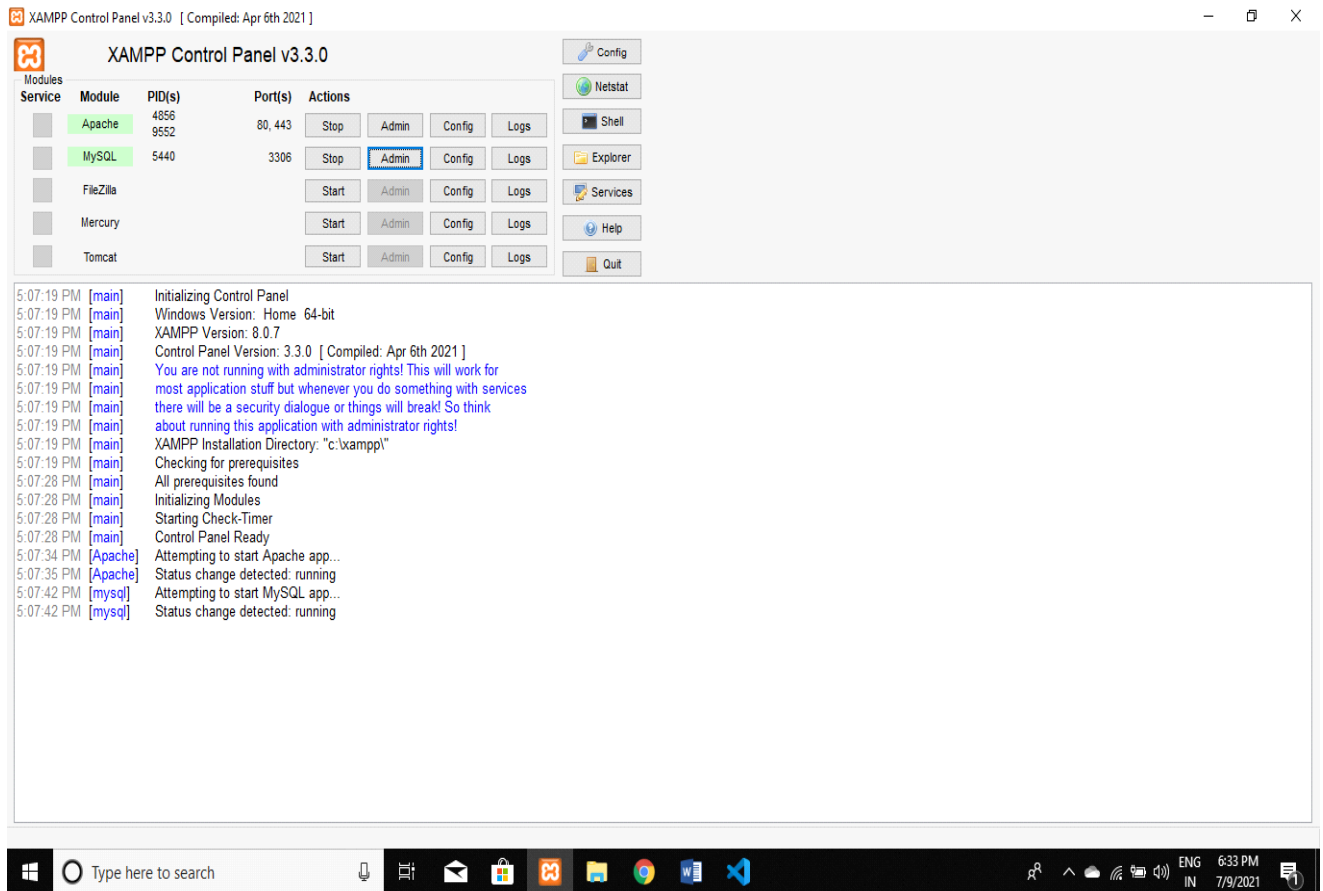 XAMPP Control Panel v3.3.0 [ Compiled: Apr 6th 2021 ]
XAMPP Control Panel v3.3.0
Config
Netstat
Shell
Explorer
Services
Help
Quit
Modules
Service Module PID(s) Port(s) Actions
Apache 4856 9552 80, 443 Stop Admin Config Logs
MySQL 5440 3306 Stop Admin Config Logs
FileZilla Start Admin Config Logs
Mercury Start Admin Config Logs
Tomcat Start Admin Config Logs
5:07:19 PM [main] Initializing Control Panel
5:07:19 PM [main] Windows Version: Home 64-bit
5:07:19 PM [main] XAMPP Version: 8.0.7
5:07:19 PM [main] Control Panel Version: 3.3.0 [ Compiled: Apr 6th 2021 ]
5:07:19 PM [main] You are not running with administrator rights! This will work for
5:07:19 PM [main] most application stuff but whenever you do something with services
5:07:19 PM [main] there will be a security dialogue or things will break! So think
5:07:19 PM [main] about running this application with administrator rights!
5:07:19 PM [main] XAMPP Installation Directory: "c:\xampp\"
5:07:19 PM [main] Checking for prerequisites
5:07:28 PM [main] All prerequisites found
5:07:28 PM [main] Initializing Modules
5:07:28 PM [main] Starting Check-Timer
5:07:28 PM [main] Control Panel Ready
5:07:34 PM [Apache] Attempting to start Apache app...
5:07:35 PM [Apache] Status change detected: running
5:07:42 PM [mysql] Attempting to start MySQL app...
5:07:42 PM [mysql] Status change detected: running
Type here to search
ENG 6:33 PM
IN 7/9/2021
1